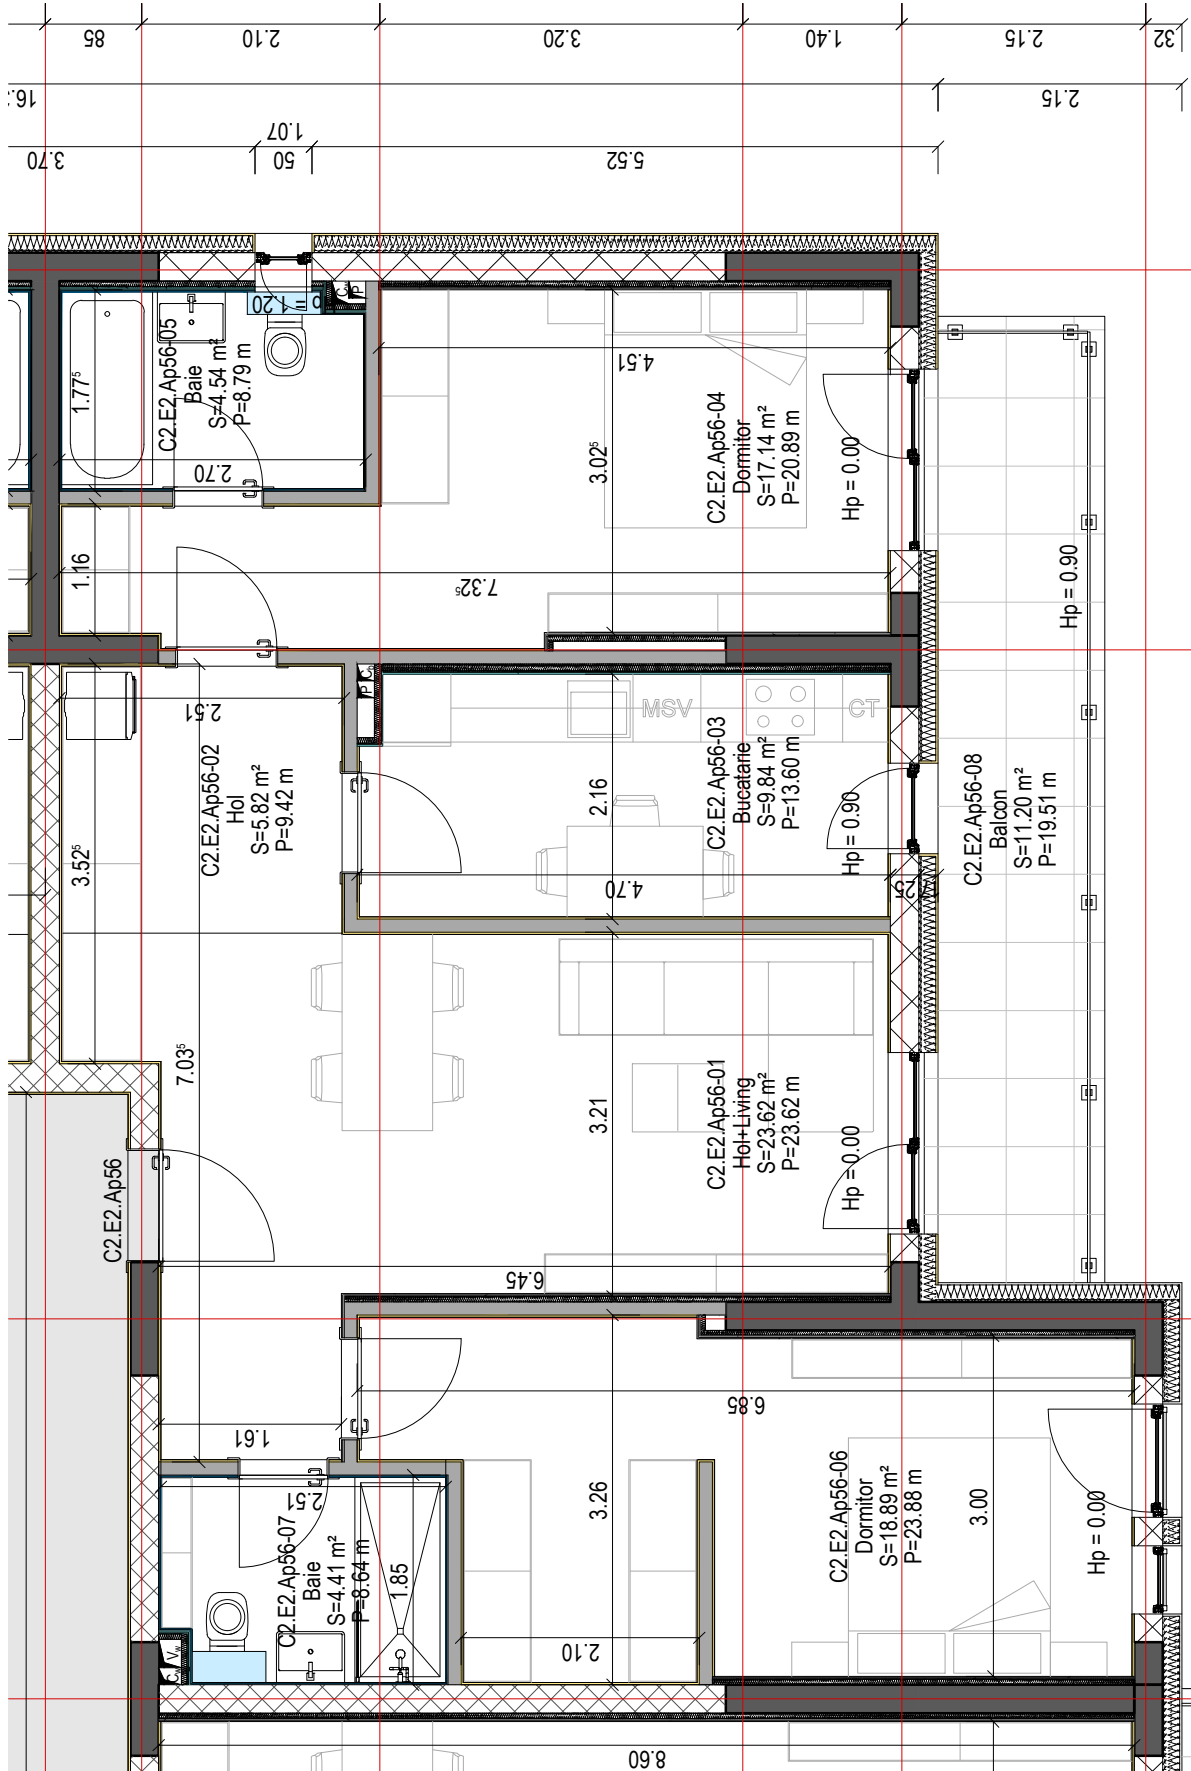 85
2.10
3.20
1.40
2.15
32
2.15
1.07
3.70
50
5.52
p = 1.20
C2.E2.Ap56-05
Baie
S=4.54 m²
P=8.79 m
1.77⁵
2.70
4.51
C2.E2.Ap56-04
Dormitor
S=17.14 m²
P=20.89 m
3.02⁵
Hp = 0.00
1.16
7.32⁵
Hp = 0.90
2.51
C2.E2.Ap56-02
Hol
S=5.82 m²
P=9.42 m
3.52⁵
P
MSV
CT
C2.E2.Ap56-03
Bucatarie
S=9.84 m²
P=13.60 m
2.16
4.70
Hp = 0.90
25
C2.E2.Ap56-08
Balcon
S=11.20 m²
P=19.51 m
7.03⁵
C2.E2.Ap56
C2.E2.Ap56-01
Hol+Living
S=23.62 m²
P=23.62 m
3.21
Hp = 0.00
6.45
6.85
1.61
2.51
C2.E2.Ap56-07
Baie
S=4.41 m²
P=8.64 m
1.85
3.26
2.10
C2.E2.Ap56-06
Dormitor
S=18.89 m²
P=23.88 m
3.00
Hp = 0.00
8.60